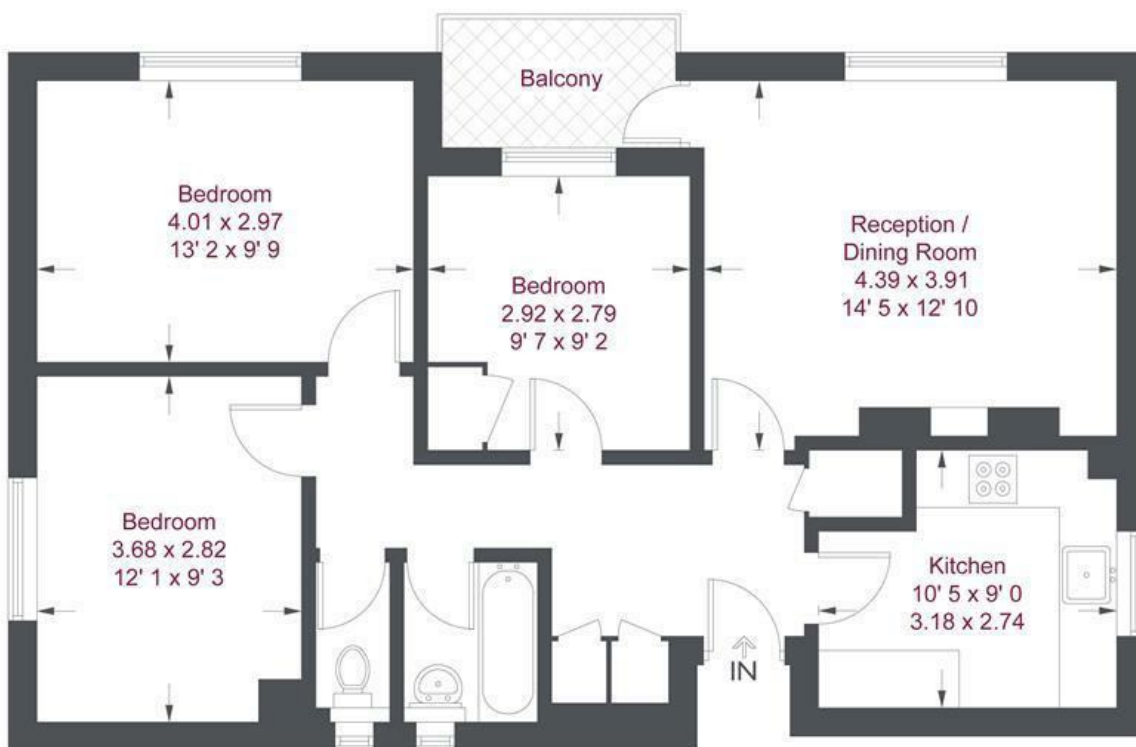 Balcony
Bedroom
4.01 x 2.97
13' 2 x 9' 9
Bedroom
2.92 x 2.79
9' 7 x 9' 2
Reception /
Dining Room
4.39 x 3.91
14' 5 x 12' 10
Bedroom
3.68 x 2.82
12' 1 x 9' 3
Kitchen
10' 5 x 9' 0
3.18 x 2.74
IN